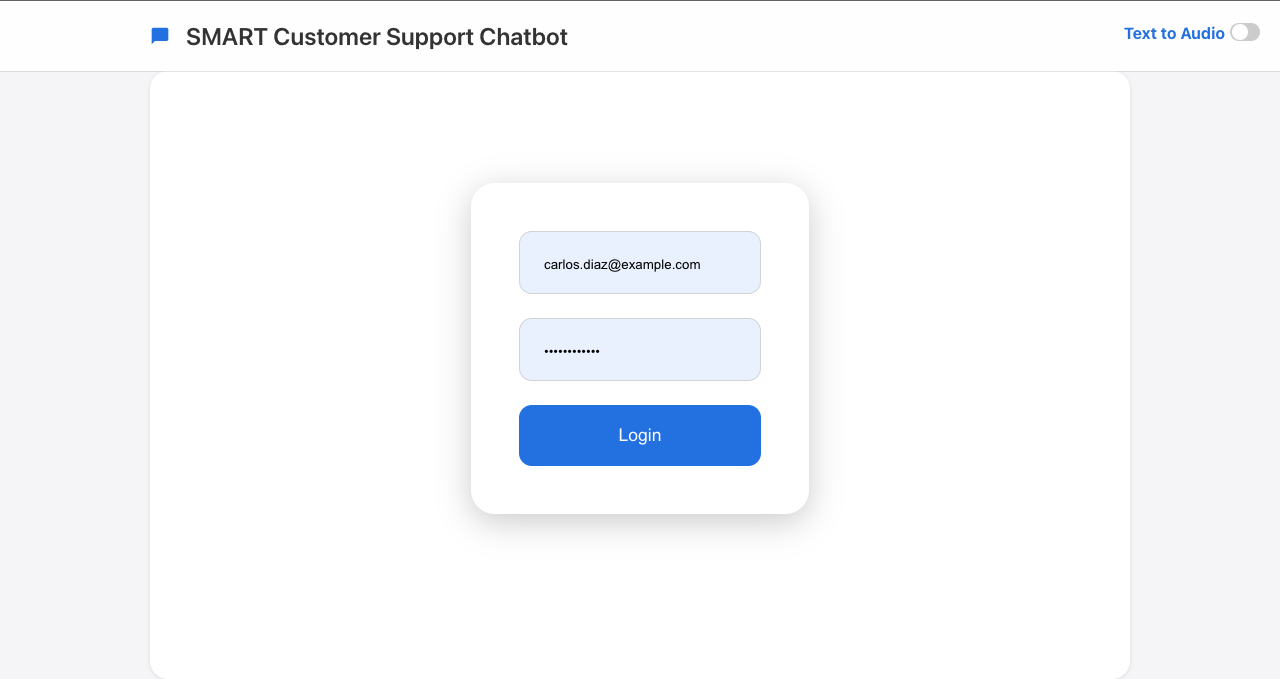 SMART Customer Support Chatbot
Text to Audio
carlos.diaz@example.com
••••••••••••
Login